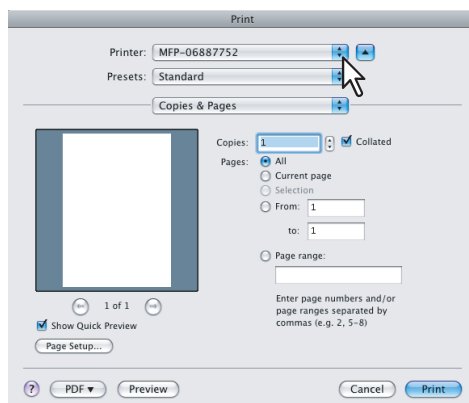 Print
Printer: MFP-06887752
Presets: Standard
Copies & Pages
Copies: 1 Collated
Pages: All
Current page
Selection
From: 1
to: 1
Page range:
Enter page numbers and/or
page ranges separated by
commas (e.g. 2, 5–8)
1 of 1
Show Quick Preview
Page Setup...
? PDF ▼ Preview Cancel Print